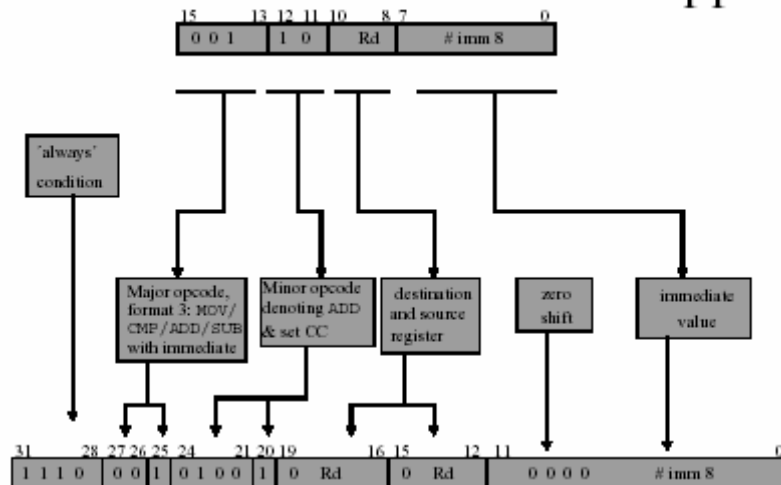 pp
15 13 12 11 10 8 7 0
0 0 1 1 0 Rd # imm 8
'always'
condition
Major opcode,
format 3: MOV/
CMP/ADD/SUB
with immediate
Minor opcode
denoting ADD
& set CC
destination
and source
register
zero
shift
immediate
value
31 28 27 26 25 24 21 20 19 16 15 12 11 0
1 1 1 0 0 0 1 0 1 0 0 1 0 Rd 0 Rd 0 0 0 0 # imm 8